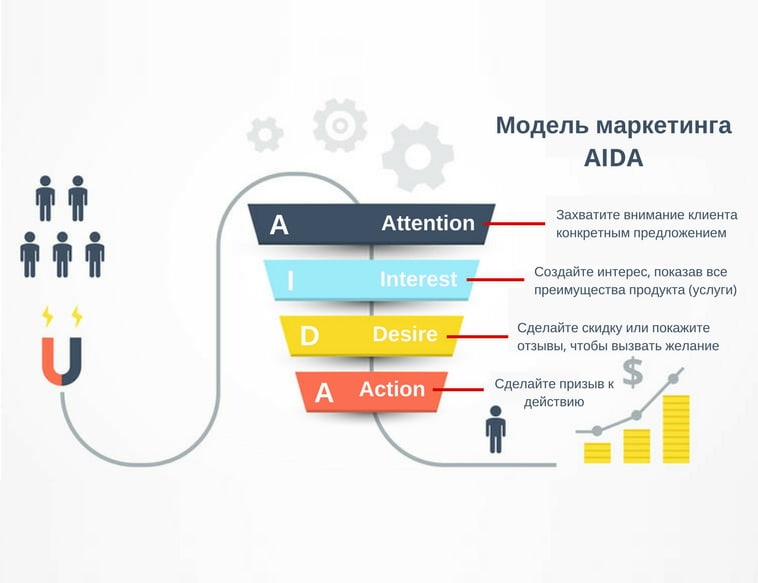 Модель маркетинга
AIDA
A Attention
Захватите внимание клиента
конкретным предложением
I Interest
Создайте интерес, показав все
преимущества продукта (услуги)
D Desire
Сделайте скидку или покажите
отзывы, чтобы вызвать желание
A Action
Сделайте призыв к
действию
$